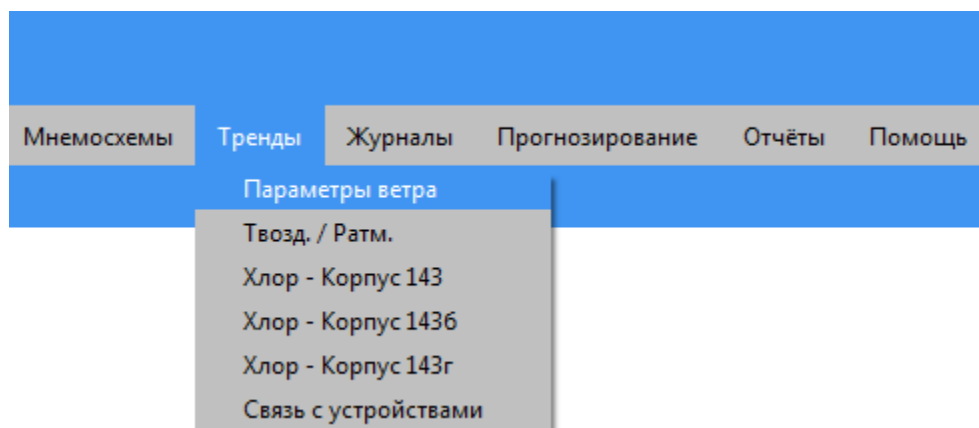 Мнемосхемы Тренды Журналы Прогнозирование Отчёты Помощь
Параметры ветра
Твозд. / Ратм.
Хлор - Корпус 143
Хлор - Корпус 143б
Хлор - Корпус 143г
Связь с устройствами